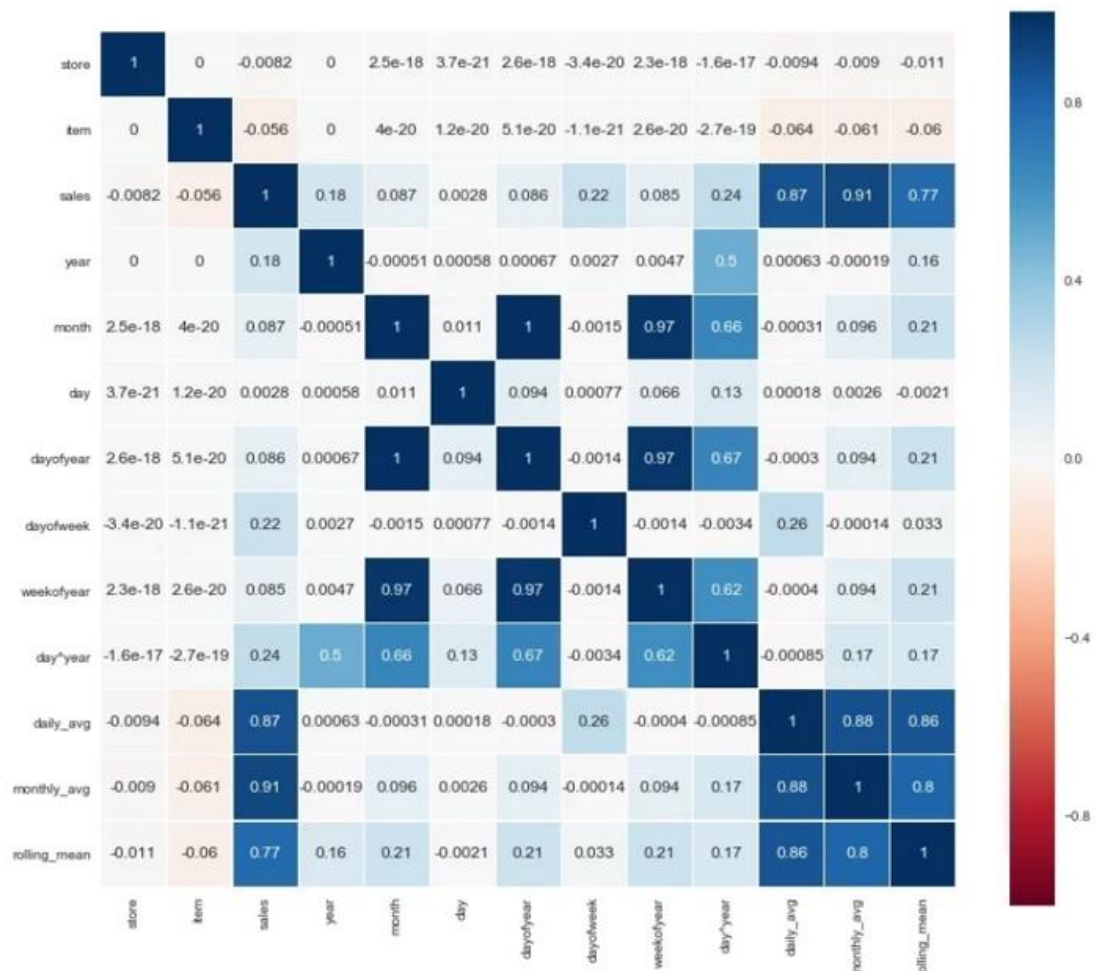 store 1 0 -0.0082 0 2.5e-18 3.7e-21 2.6e-18 -3.4e-20 2.3e-18 -1.6e-17 -0.0094 -0.009 -0.011
item 0 1 -0.056 0 4e-20 1.2e-20 5.1e-20 -1.1e-21 2.6e-20 -2.7e-19 -0.064 -0.061 -0.06
sales -0.0082 -0.056 1 0.18 0.087 0.0028 0.086 0.22 0.085 0.24 0.87 0.91 0.77
year 0 0 0.18 1 -0.00051 0.00058 0.00067 0.0027 0.0047 0.5 0.00063 -0.00019 0.16
month 2.5e-18 4e-20 0.087 -0.00051 1 0.011 1 -0.0015 0.97 0.66 -0.00031 0.096 0.21
day 3.7e-21 1.2e-20 0.0028 0.00058 0.011 1 0.094 0.00077 0.066 0.13 0.00018 0.0026 -0.0021
dayofyear 2.6e-18 5.1e-20 0.086 0.00067 1 0.094 1 -0.0014 0.97 0.67 -0.0003 0.094 0.21
dayofweek -3.4e-20 -1.1e-21 0.22 0.0027 -0.0015 0.00077 -0.0014 1 -0.0014 -0.0034 0.26 -0.00014 0.033
weekofyear 2.3e-18 2.6e-20 0.085 0.0047 0.97 0.066 0.97 -0.0014 1 0.62 -0.0004 0.094 0.21
day^year -1.6e-17 -2.7e-19 0.24 0.5 0.66 0.13 0.67 -0.0034 0.62 1 -0.00085 0.17 0.17
daily_avg -0.0094 -0.064 0.87 0.00063 -0.00031 0.00018 -0.0003 0.26 -0.0004 -0.00085 1 0.88 0.86
monthly_avg -0.009 -0.061 0.91 -0.00019 0.096 0.0026 0.094 -0.00014 0.094 0.17 0.88 1 0.8
rolling_mean -0.011 -0.06 0.77 0.16 0.21 -0.0021 0.21 0.033 0.21 0.17 0.86 0.8 1
store item sales year month day dayofyear dayofweek weekofyear day^year daily_avg monthly_avg olling_mean
0.8
0.4
0.0
-0.4
-0.8